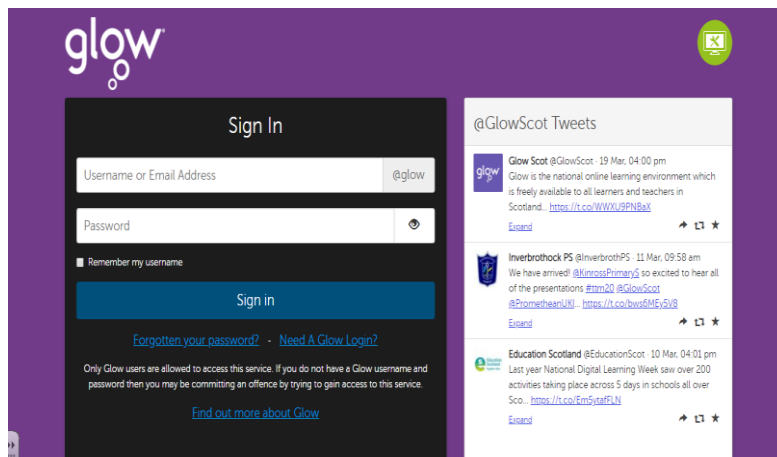 glow
Sign In
Username or Email Address @glow
Password
Remember my username
Sign in
Forgotten your password? - Need A Glow Login?
Only Glow users are allowed to access this service. If you do not have a Glow username and
password then you may be committing an offence by trying to gain access to this service.
Find out more about Glow
@GlowScot Tweets
glow
Glow Scot @GlowScot · 19 Mar, 04:00 pm
Glow is the national online learning environment which
is freely available to all learners and teachers in
Scotland... https://t.co/WWXU9PNBaX
Expand
Inverbrothock PS @InverbrothPS · 11 Mar, 09:58 am
We have arrived! @KinrossPrimaryS so excited to hear all
of the presentations #ttm20 @GlowScot
@PrometheanUKI... https://t.co/bws6MEy5V8
Expand
Education Scotland @EducationScot · 10 Mar, 04:01 pm
Last year National Digital Learning Week saw over 200
activities taking place across 5 days in schools all over
Sco... https://t.co/Em5ytafFLN
Expand